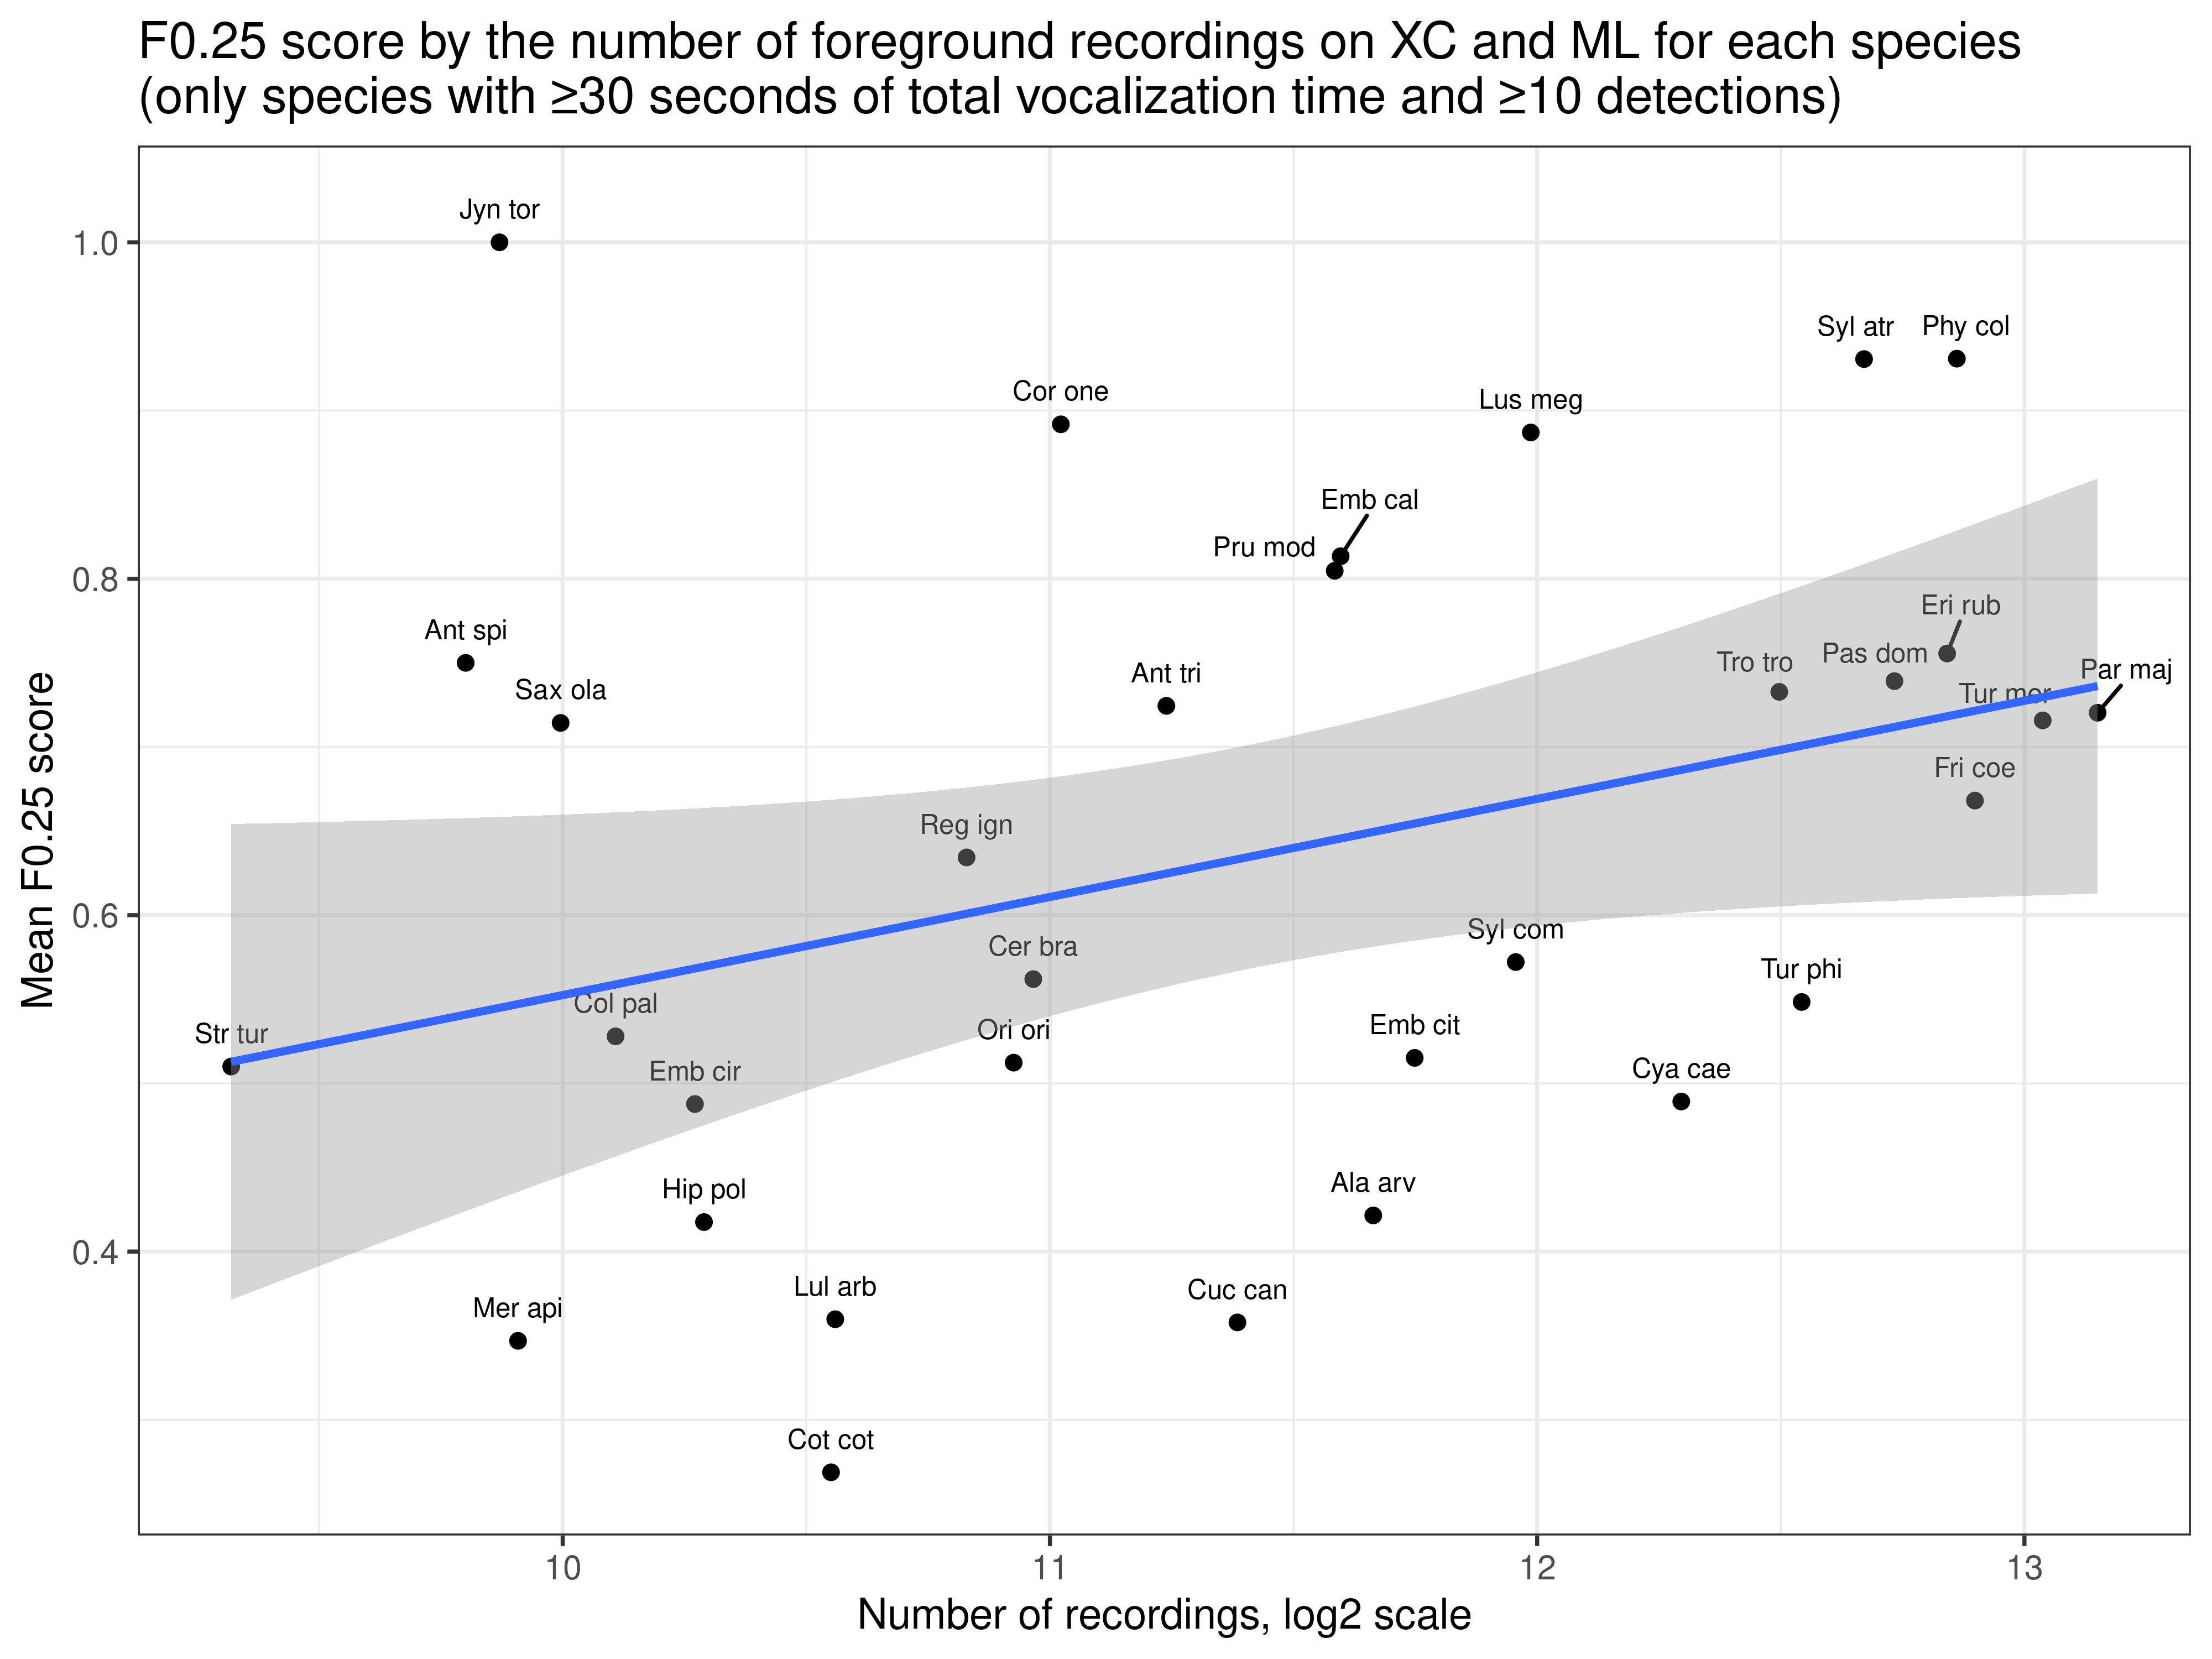 F0.25 score by the number of foreground recordings on XC and ML for each species
(only species with ≥30 seconds of total vocalization time and ≥10 detections)
Mean F0.25 score
1.0
0.8
0.6
0.4
Jyn tor
Syl atr
Phy col
Cor one
Lus meg
Emb cal
Pru mod
Eri rub
Ant spi
Pas dom
Tro tro
Par maj
Ant tri
Sax ola
Tur mer
Fri coe
Reg ign
Syl com
Cer bra
Tur phi
Col pal
Str tur
Ori ori
Emb cit
Emb cir
Cya cae
Hip pol
Ala arv
Lul arb
Cuc can
Mer api
Cot cot
10
11
12
13
Number of recordings, log2 scale